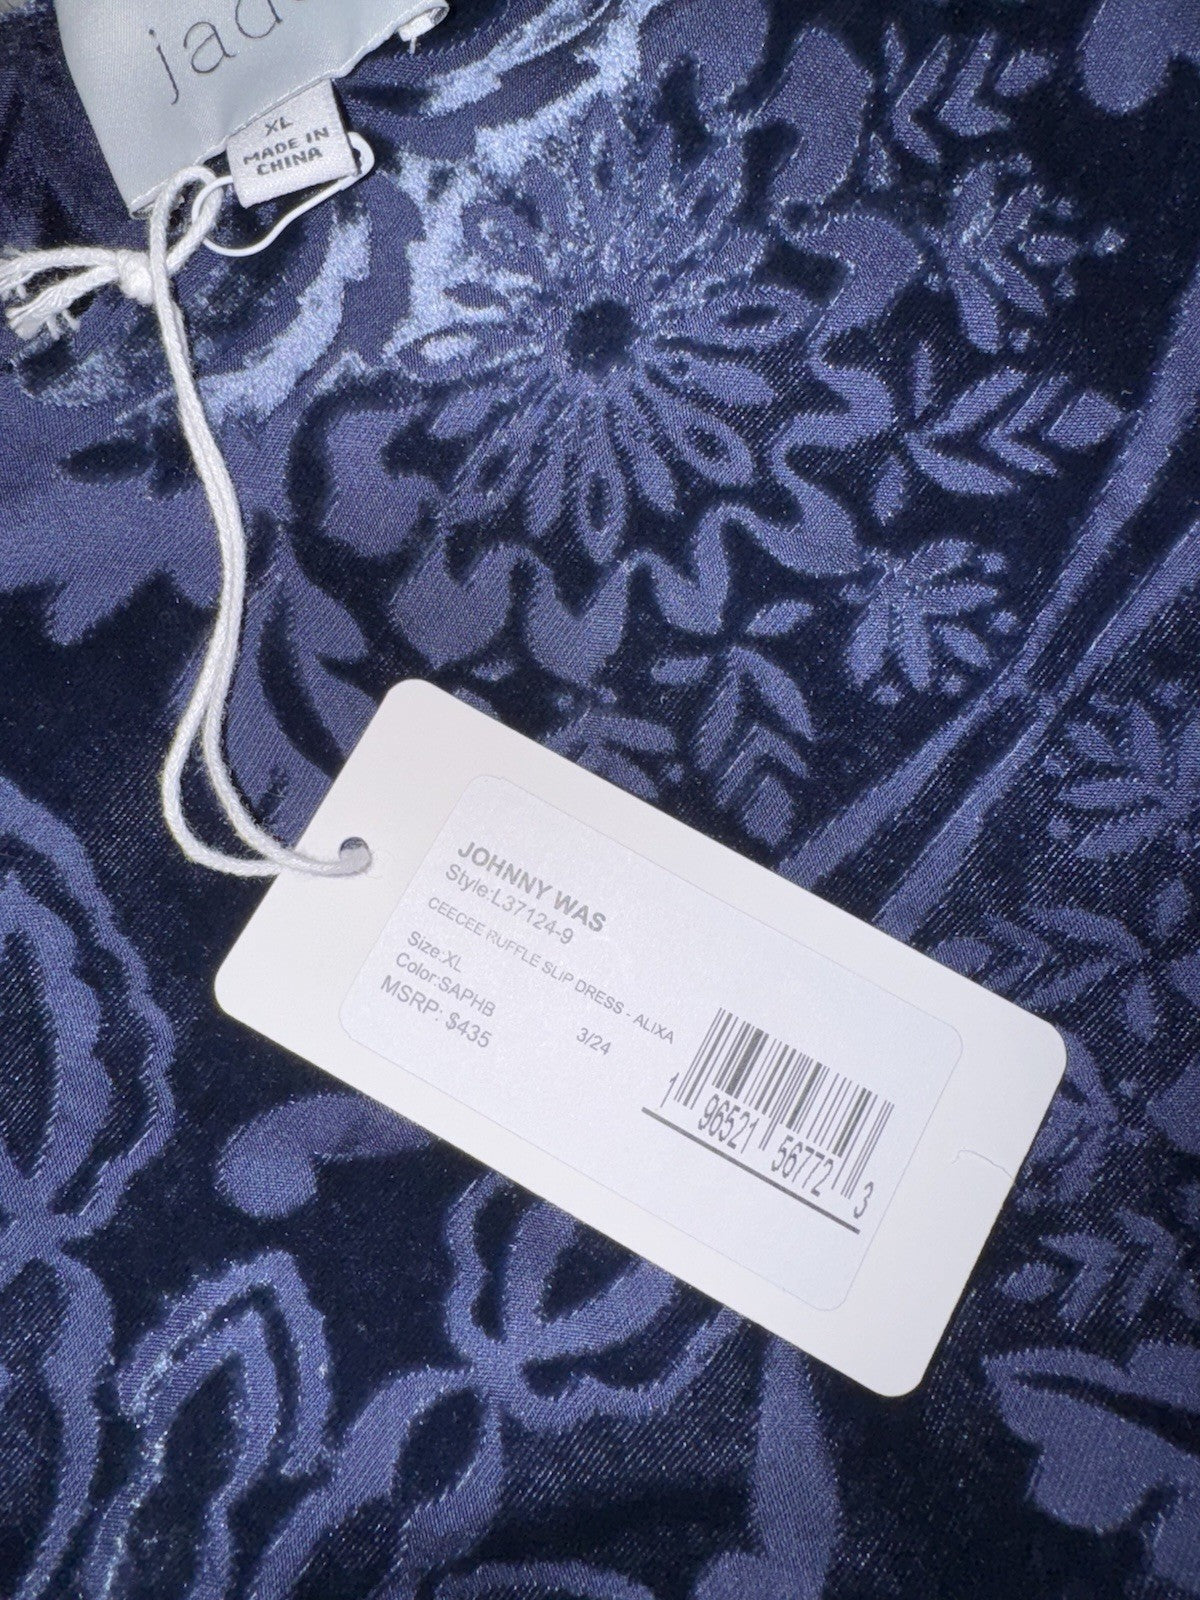 XL
MADE IN
CHINA
JOHNNY WAS
Style:L37124-9
CEECEE RUFFLE SLIP DRESS - ALIXA
Size:XL
Color:SAPHB 3/24
MSRP: $435
1 96521 56772 3